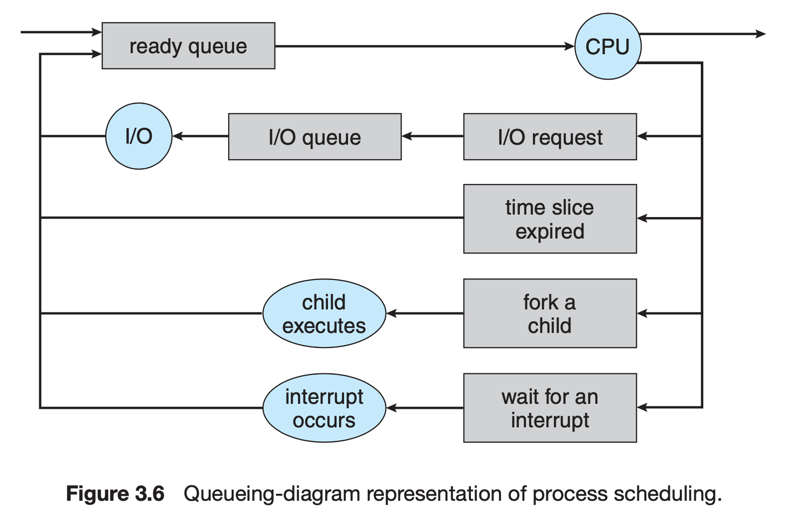 ready queue
CPU
I/O
I/O queue
I/O request
time slice
expired
child
executes
fork a
child
interrupt
occurs
wait for an
interrupt
Figure 3.6 Queueing-diagram representation of process scheduling.